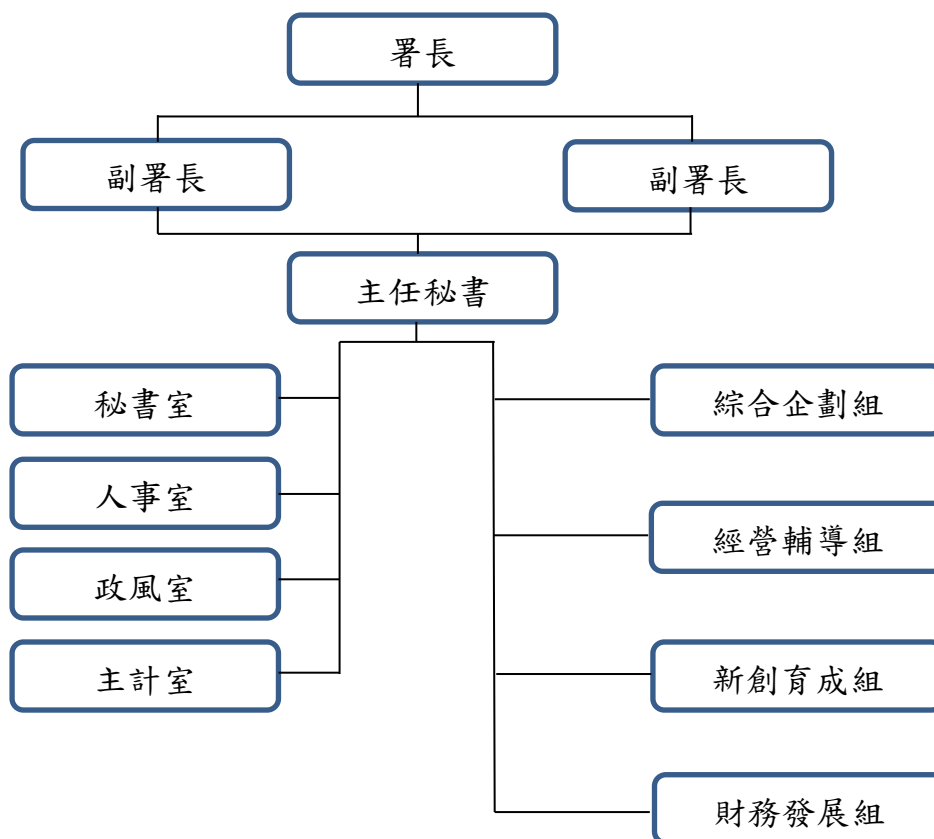 署長
副署長
副署長
主任秘書
秘書室
人事室
政風室
主計室
綜合企劃組
經營輔導組
新創育成組
財務發展組